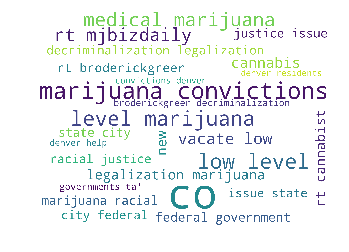 medical marijuana
rt mjbizdaily
justice issue
decriminalization legalization
cannabis
rt broderickgreer
denver residents
convictions denver
marijuana convictions
broderickgreer decriminalization
level marijuana
state city
new
vacate low
rt cannabist
denver help
racial justice
low level
legalization marijuana
governments ta'
co
issue state
marijuana racial
city federal
federal government